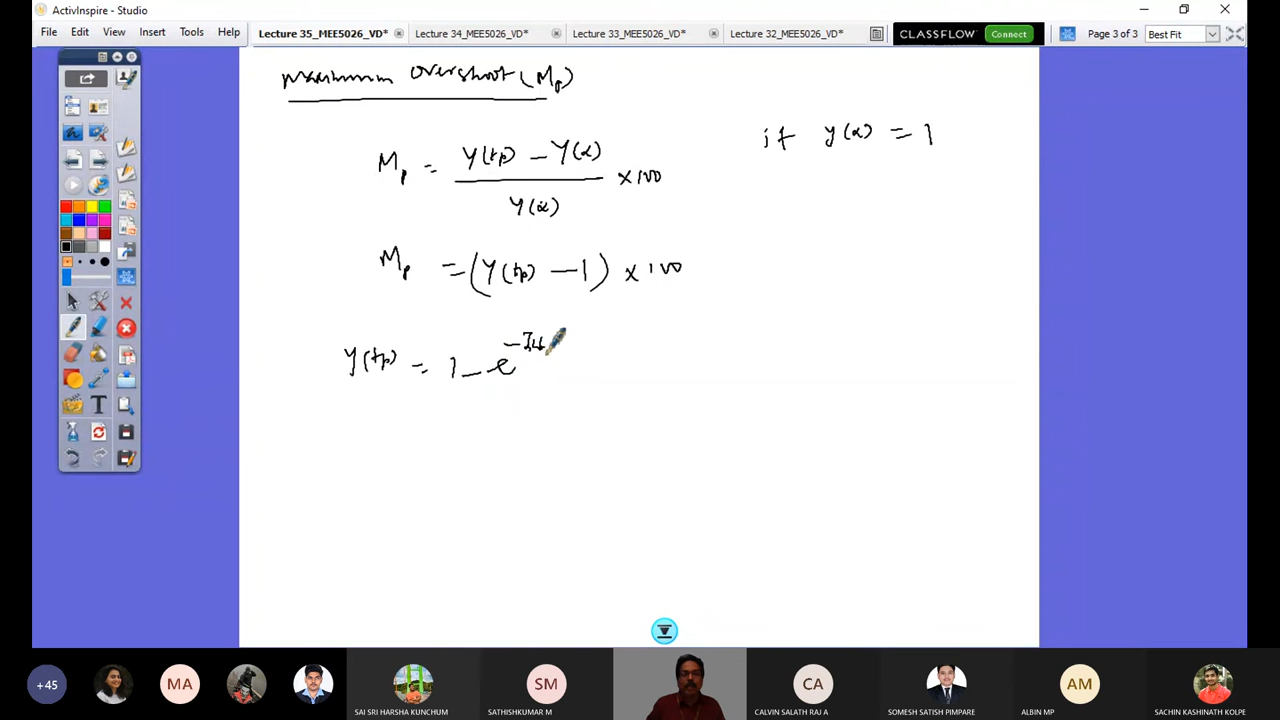 ActivInspire - Studio
File Edit View Insert Tools Help
Lecture 35_MEE5026_VD* Lecture 34_MEE5026_VD* Lecture 33_MEE5026_VD* Lecture 32_MEE5026_VD*
CLASSFLOW Connect
Page 3 of 3 Best Fit
Maximum Overshoot (Mp)
if y(α) = 1
Mp = Y(tp) – Y(α) / Y(α) × 100
Mp = (Y(tp) – 1) × 100
Y(tp) = 1 – e^–ζω
T
+45 MA SM CA AM
SAI SRI HARSHA KUNCHUM SATHISHKUMAR M CALVIN SALATH RAJ A SOMESH SATISH PIMPARE ALBIN MP SACHIN KASHINATH KOLPE